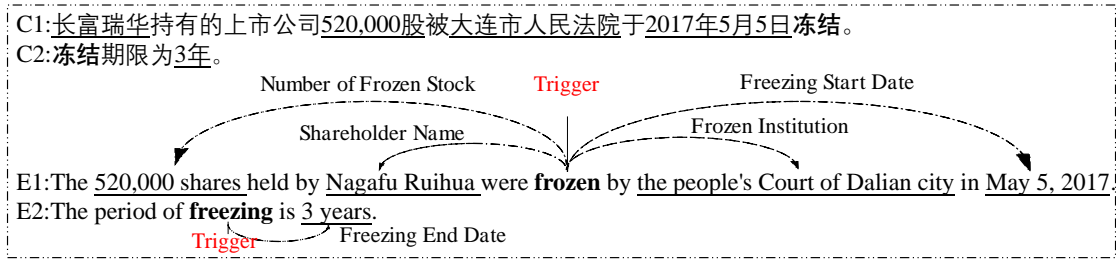 C1:长富瑞华持有的上市公司520,000股被大连市人民法院于2017年5月5日冻结。
C2:冻结期限为3年。
Number of Frozen Stock Trigger Freezing Start Date
Shareholder Name Frozen Institution
E1:The 520,000 shares held by Nagafu Ruihua were frozen by the people's Court of Dalian city in May 5, 2017.
E2:The period of freezing is 3 years.
Trigger Freezing End Date